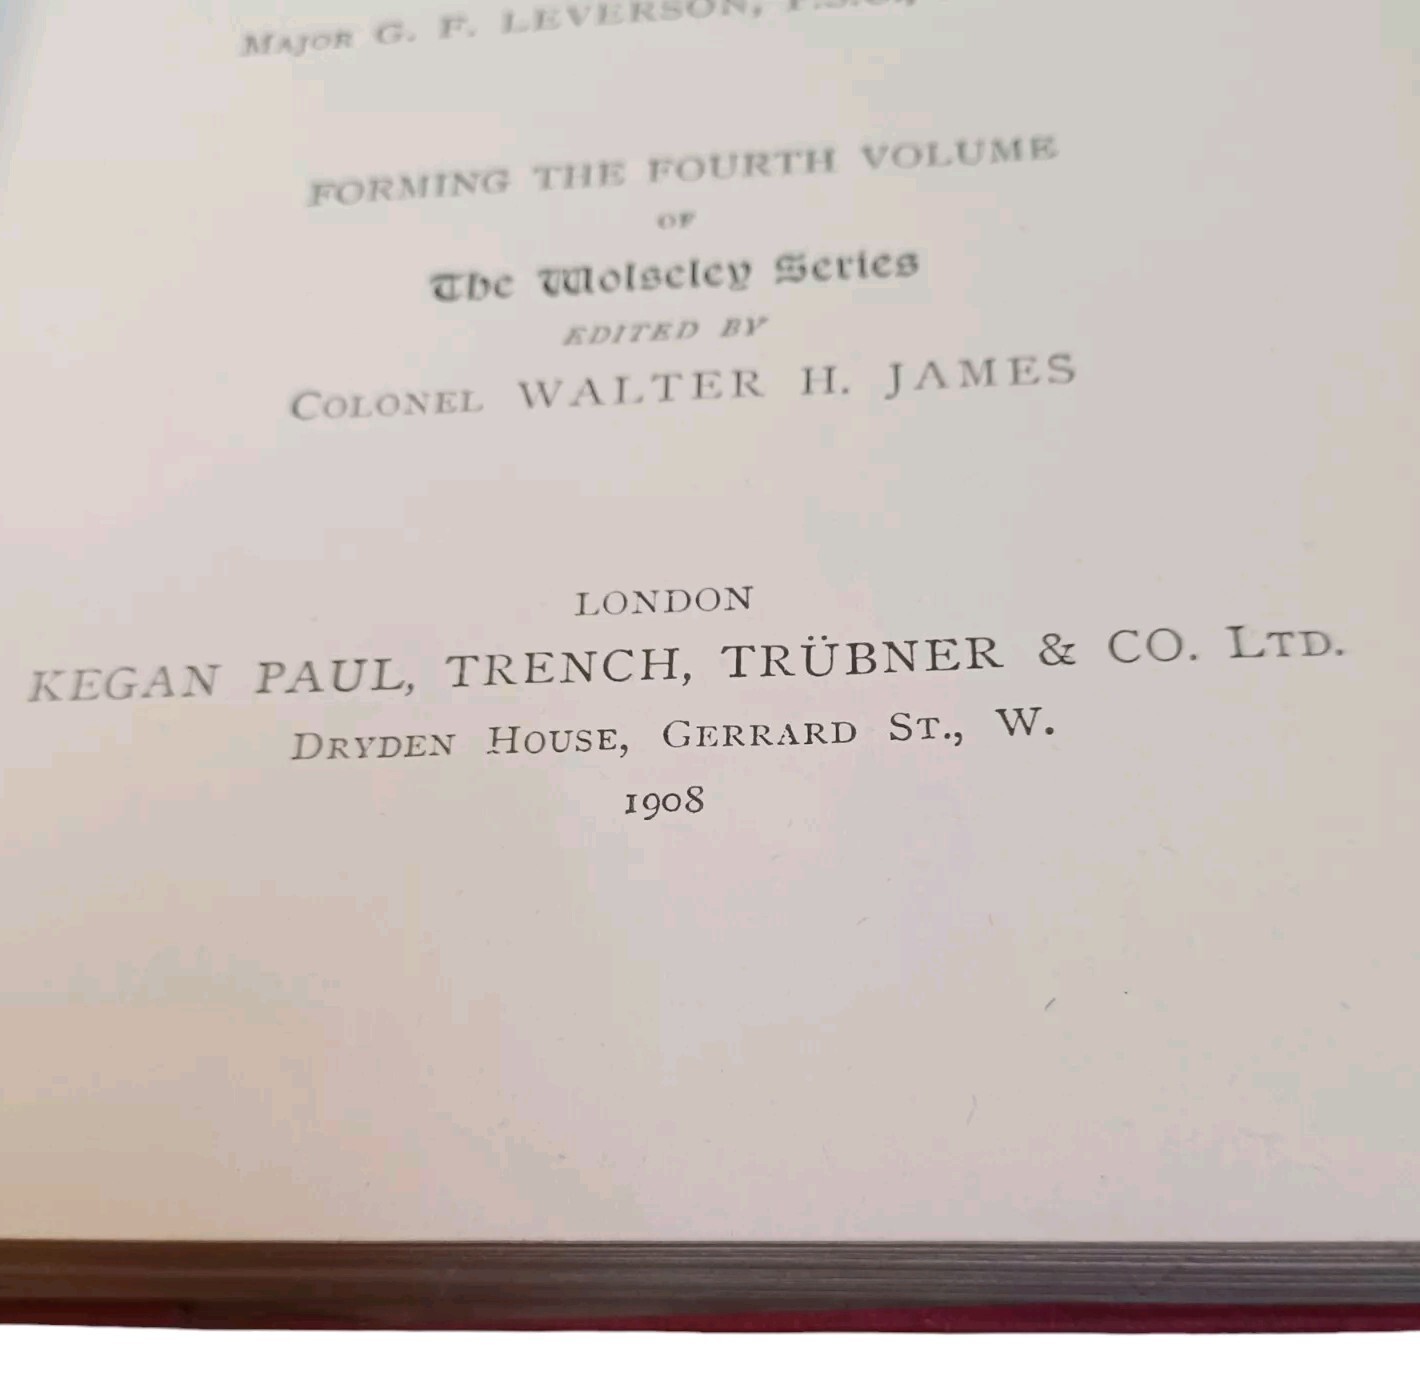 MAJOR G. F. LEVERSON, P.S.C.,
FORMING THE FOURTH VOLUME
OF
The Wolseley Series
EDITED BY
COLONEL WALTER H. JAMES
LONDON
KEGAN PAUL, TRENCH, TRÜBNER & CO. LTD.
DRYDEN HOUSE, GERRARD ST., W.
1908